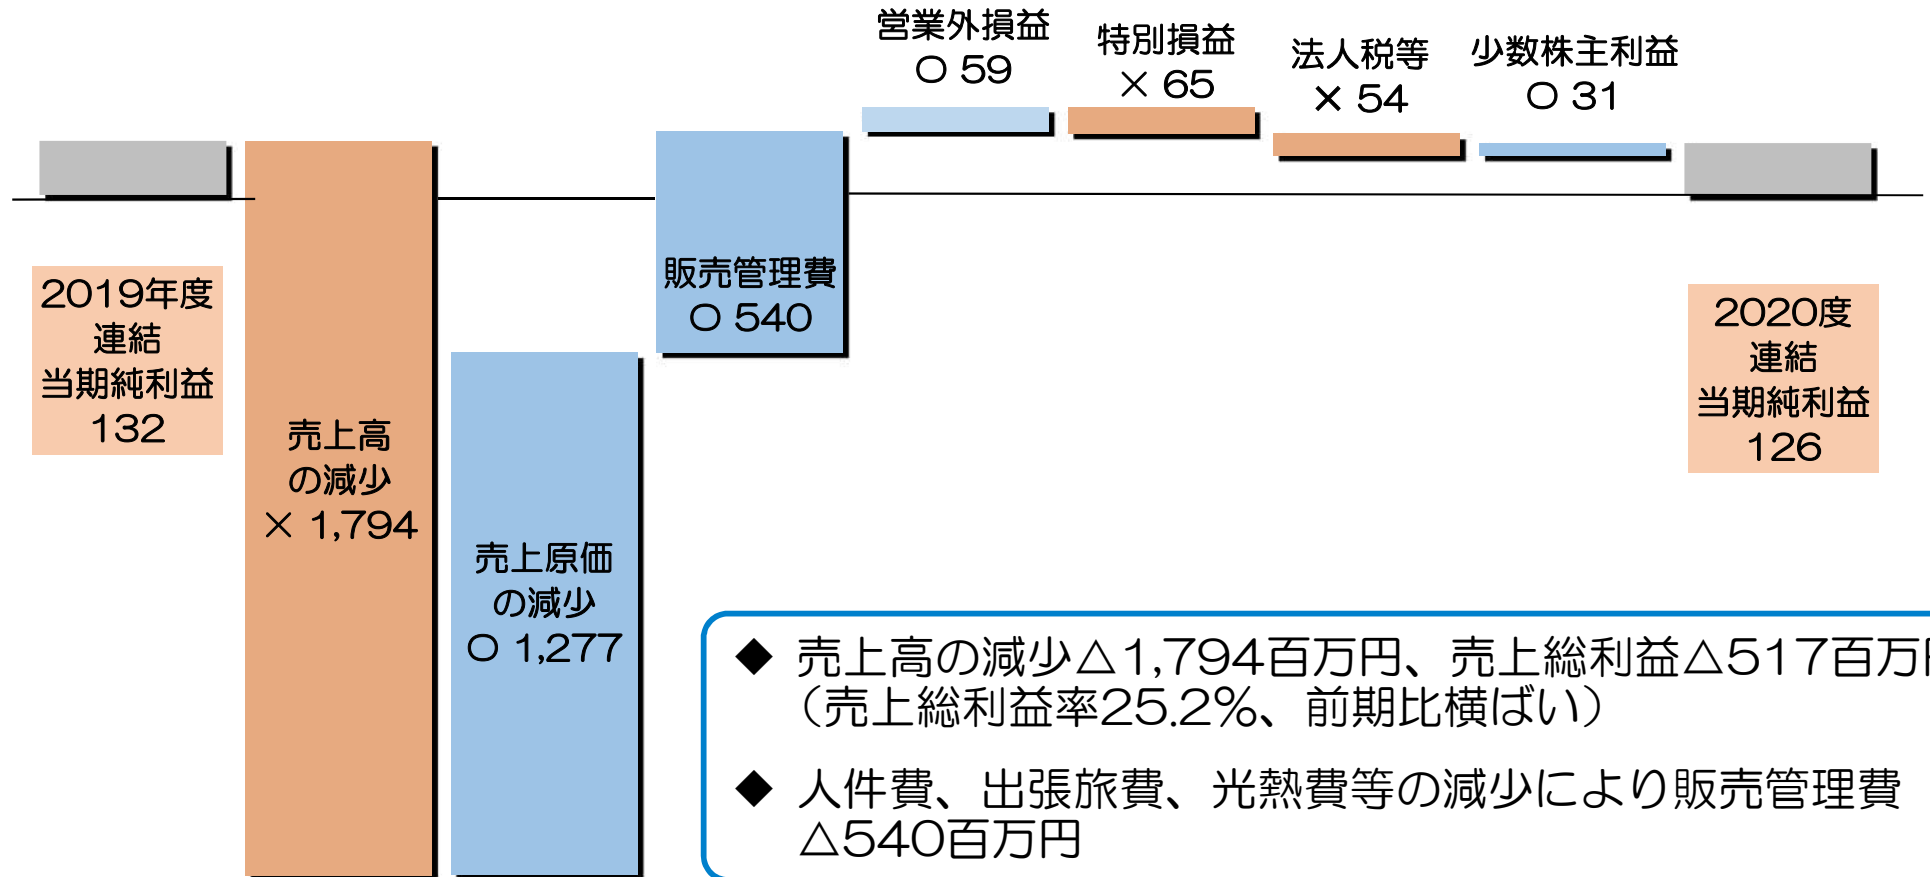 営業外損益
○ 59
特別損益
× 65
法人税等
× 54
少数株主利益
○ 31
2019年度
連結
当期純利益
132
売上高
の減少
× 1,794
売上原価
の減少
○ 1,277
販売管理費
○ 540
2020度
連結
当期純利益
126
◆ 売上高の減少△1,794百万円、売上総利益△517百万円
（売上総利益率25.2%、前期比横ばい）
◆ 人件費、出張旅費、光熱費等の減少により販売管理費
△540百万円